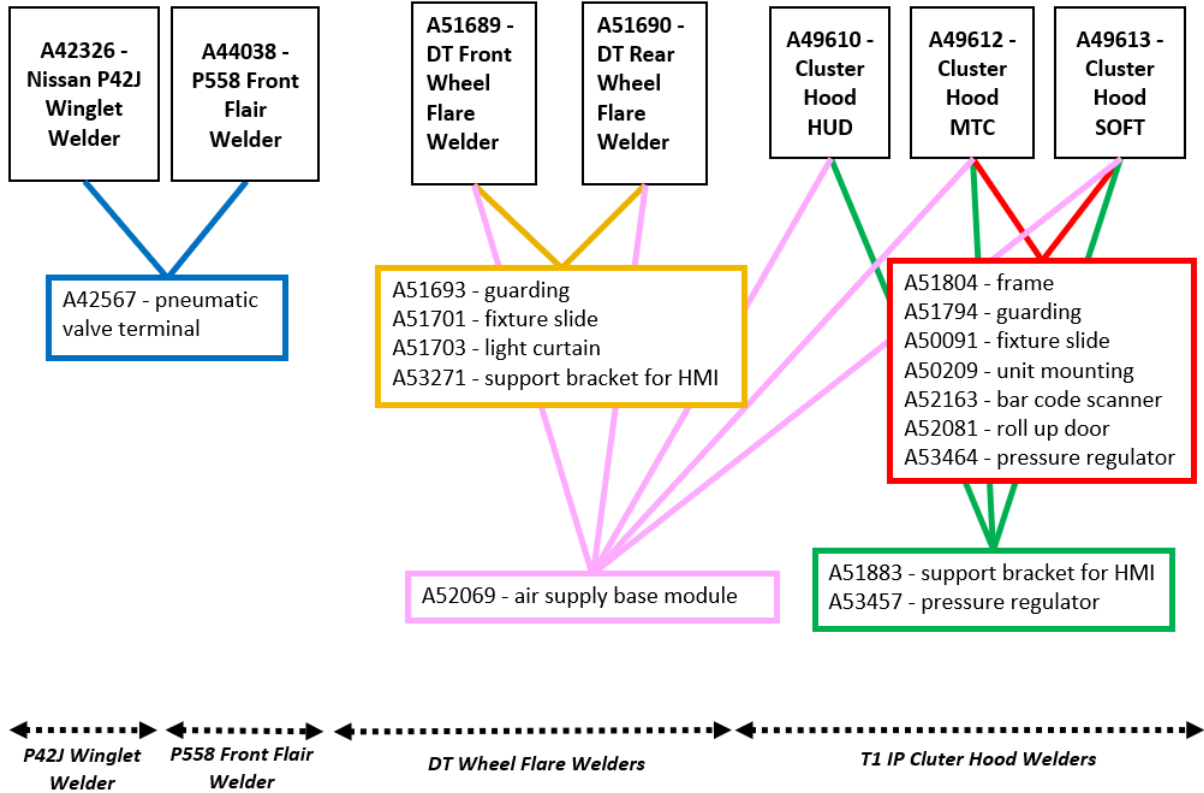 A42326 -
Nissan P42J
Winglet
Welder
A44038 -
P558 Front
Flair
Welder
A51689 -
DT Front
Wheel
Flare
Welder
A51690 -
DT Rear
Wheel
Flare
Welder
A49610 -
Cluster
Hood
HUD
A49612 -
Cluster
Hood
MTC
A49613 -
Cluster
Hood
SOFT
A42567 - pneumatic
valve terminal
A51693 - guarding
A51701 - fixture slide
A51703 - light curtain
A53271 - support bracket for HMI
A51804 - frame
A51794 - guarding
A50091 - fixture slide
A50209 - unit mounting
A52163 - bar code scanner
A52081 - roll up door
A53464 - pressure regulator
A52069 - air supply base module
A51883 - support bracket for HMI
A53457 - pressure regulator
P42J Winglet
Welder
P558 Front Flair
Welder
DT Wheel Flare Welders
T1 IP Cluter Hood Welders